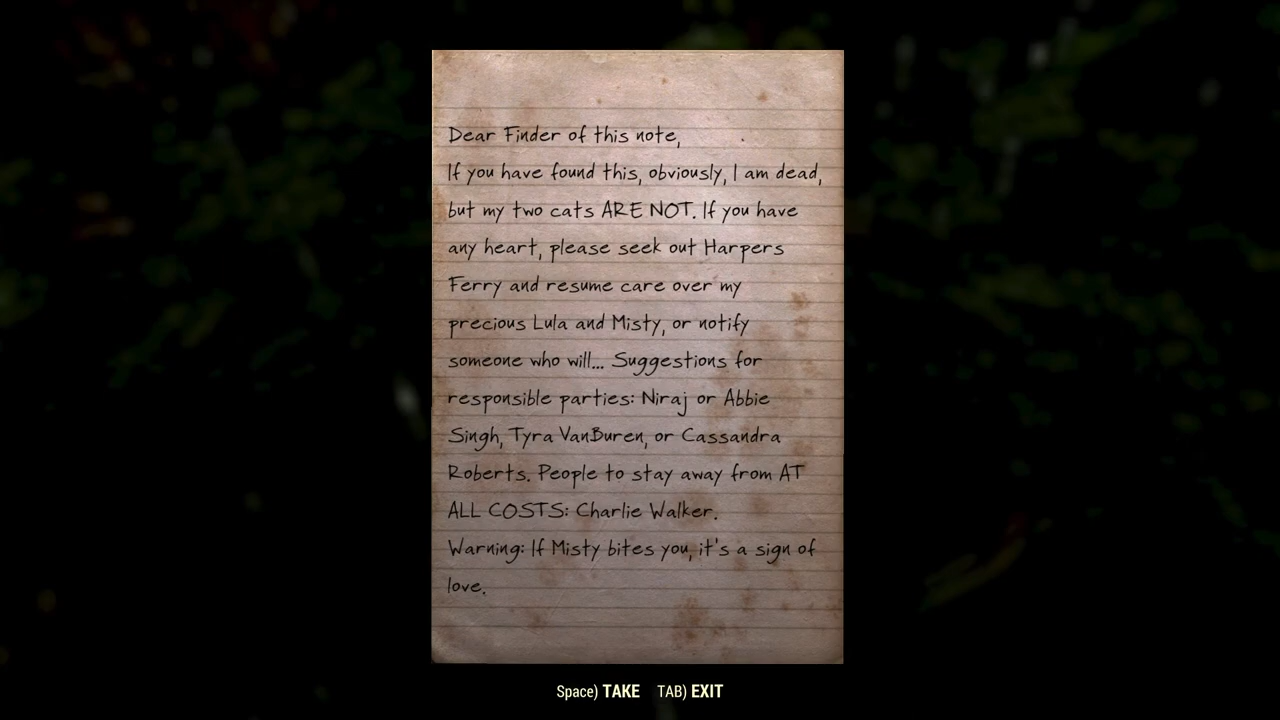 Dear Finder of this note,
If you have found this, obviously, I am dead,
but my two cats ARE NOT. If you have
any heart, please seek out Harpers
Ferry and resume care over my
precious Lula and Misty, or notify
someone who will... Suggestions for
responsible parties: Niraj or Abbie
Singh, Tyra VanBuren, or Cassandra
Roberts. People to stay away from AT
ALL COSTS: Charlie Walker.
Warning: If Misty bites you, it's a sign of
love.
Space) TAKE TAB) EXIT